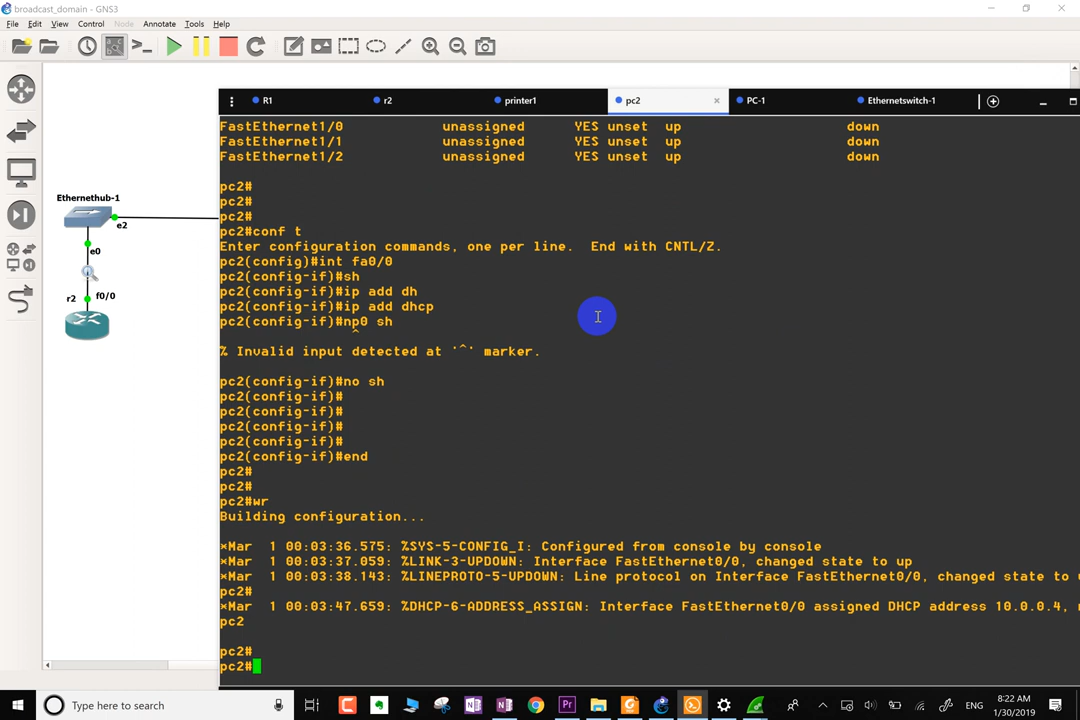 broadcast_domain - GNS3
File Edit View Control Node Annotate Tools Help
R1 r2 printer1 pc2 × PC-1 Ethernetswitch-1
FastEthernet1/0 unassigned YES unset up down
FastEthernet1/1 unassigned YES unset up down
FastEthernet1/2 unassigned YES unset up down
pc2#
pc2#
pc2#
pc2#conf t
Enter configuration commands, one per line. End with CNTL/Z.
pc2(config)#int fa0/0
pc2(config-if)#sh
pc2(config-if)#ip add dh
pc2(config-if)#ip add dhcp
pc2(config-if)#np0 sh
^
% Invalid input detected at '^' marker.
pc2(config-if)#no sh
pc2(config-if)#
pc2(config-if)#
pc2(config-if)#
pc2(config-if)#
pc2(config-if)#end
pc2#
pc2#
pc2#wr
Building configuration...
*Mar 1 00:03:36.575: %SYS-5-CONFIG_I: Configured from console by console
*Mar 1 00:03:37.059: %LINK-3-UPDOWN: Interface FastEthernet0/0, changed state to up
*Mar 1 00:03:38.143: %LINEPROTO-5-UPDOWN: Line protocol on Interface FastEthernet0/0, changed state to
pc2#
*Mar 1 00:03:47.659: %DHCP-6-ADDRESS_ASSIGN: Interface FastEthernet0/0 assigned DHCP address 10.0.0.4,
pc2
pc2#
pc2#
Ethernethub-1
e2
e0
r2 f0/0
Type here to search
ENG
8:22 AM
1/30/2019